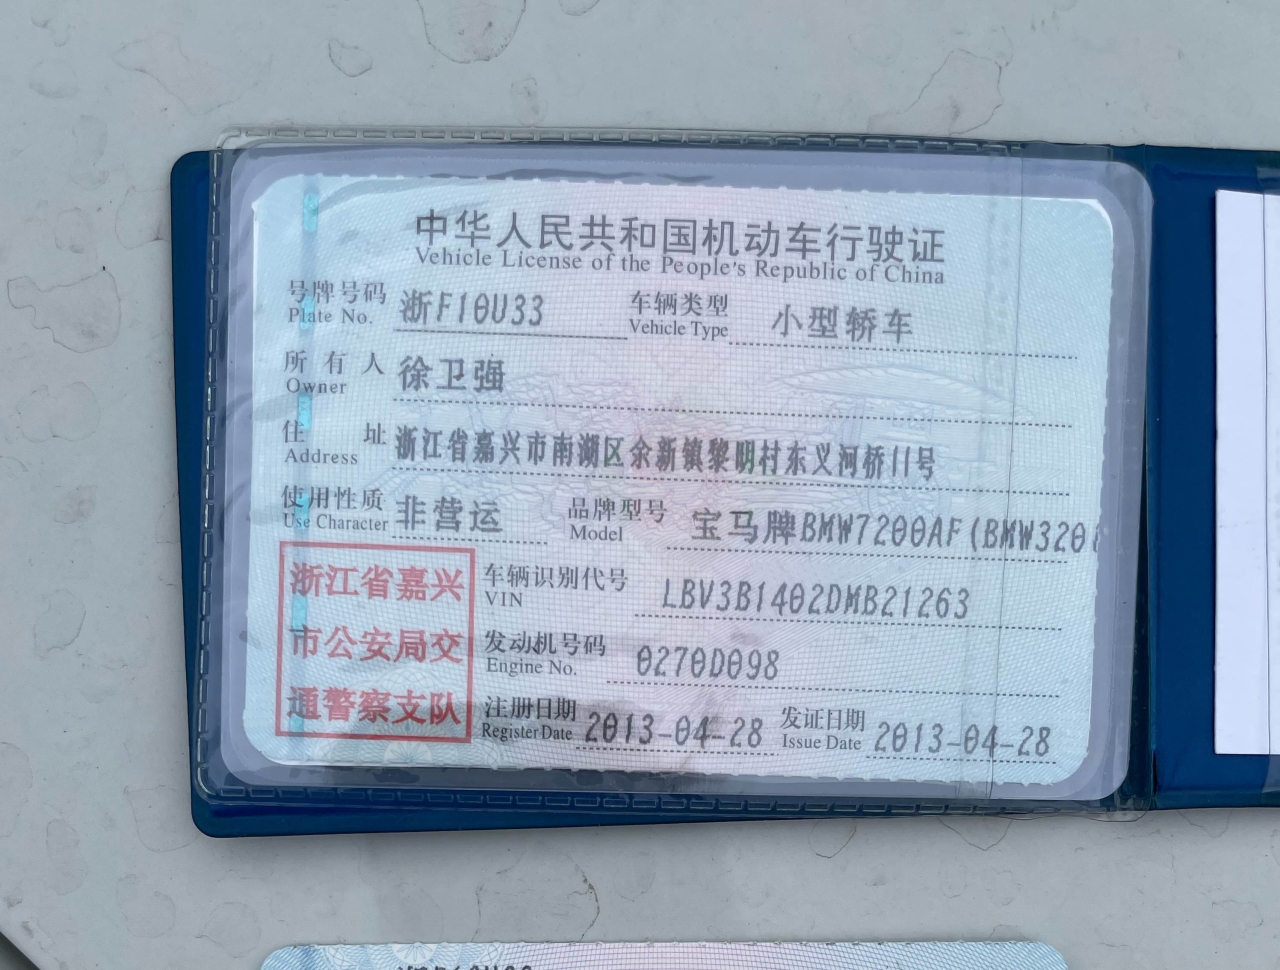 中华人民共和国机动车行驶证
Vehicle License of the People's Republic of China
号牌号码 浙F10U33 车辆类型 小型轿车
Plate No. Vehicle Type
所有人 徐卫强
Owner
住址 浙江省嘉兴市南湖区余新镇黎明村东义河桥11号
Address
使用性质 非营运 品牌型号 宝马牌BMW7200AF(BMW320
Use Character Model
浙江省嘉兴
市公安局交
通警察支队
车辆识别代号 LBV3B1402DMB21263
VIN
发动机号码 0270D098
Engine No.
注册日期 2013-04-28 发证日期 2013-04-28
Register Date Issue Date